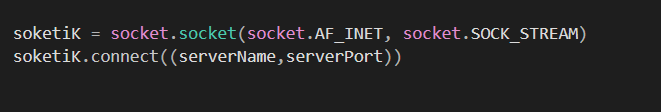 soketiK = socket.socket(socket.AF_INET, socket.SOCK_STREAM)
soketiK.connect((serverName,serverPort))